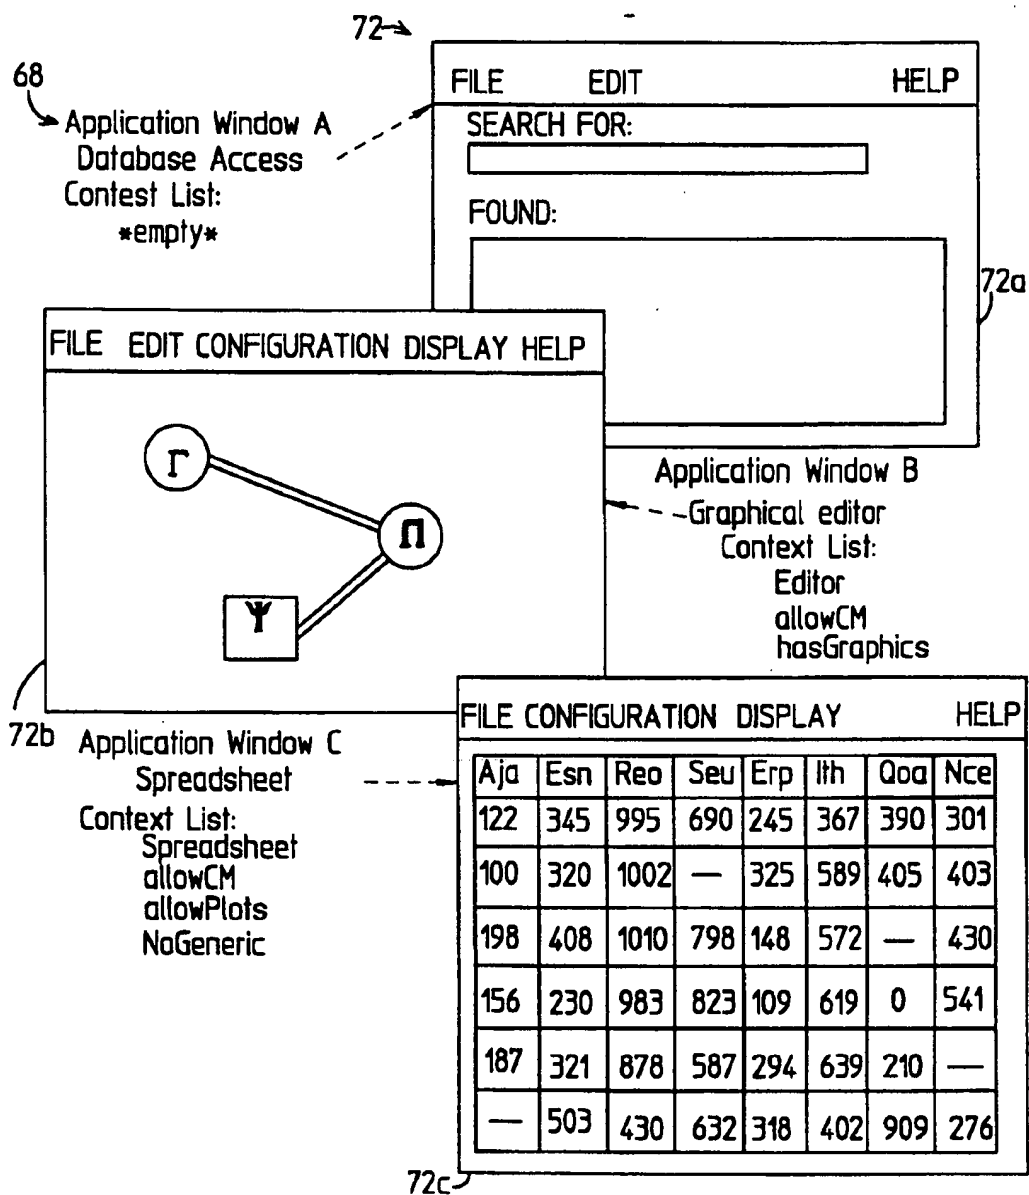 72
68
FILE EDIT HELP
Application Window A
Database Access
Contest List:
*empty*
SEARCH FOR:
FOUND:
72a
FILE EDIT CONFIGURATION DISPLAY HELP
Γ
Π
Ψ
72b
Application Window B
Graphical editor
Context List:
Editor
allowCM
hasGraphics
Application Window C
Spreadsheet
Context List:
Spreadsheet
allowCM
allowPlots
NoGeneric
FILE CONFIGURATION DISPLAY HELP
Aja Esn Reo Seu Erp Ith Qoa Nce
122 345 995 690 245 367 390 301
100 320 1002 — 325 589 405 403
198 408 1010 798 148 572 — 430
156 230 983 823 109 619 0 541
187 321 878 587 294 639 210 —
— 503 430 632 318 402 909 276
72c